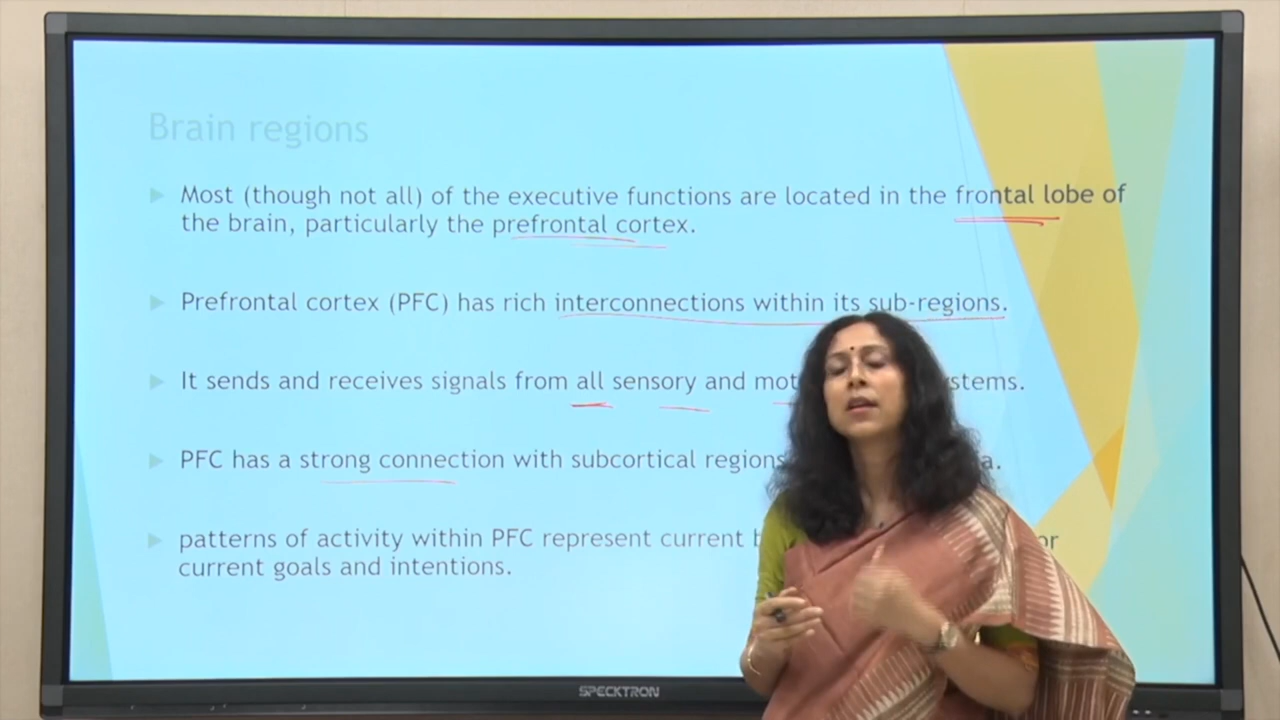 Brain regions
Most (though not all) of the executive functions are located in the frontal lobe of
the brain, particularly the prefrontal cortex.
Prefrontal cortex (PFC) has rich interconnections within its sub-regions.
It sends and receives signals from all sensory and
PFC has a strong connection with subcortical
patterns of activity within PFC represent current
current goals and intentions.
SPECKTRON